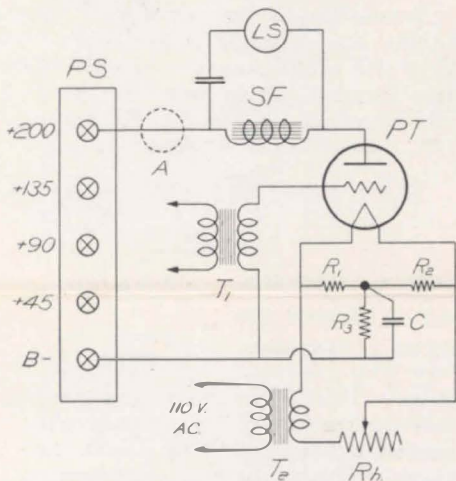 LS
PS
SF
PT
+200
A
+135
+90
T1
R1
R2
+45
R3
C
B-
110 V.
AC.
T2
Rh.